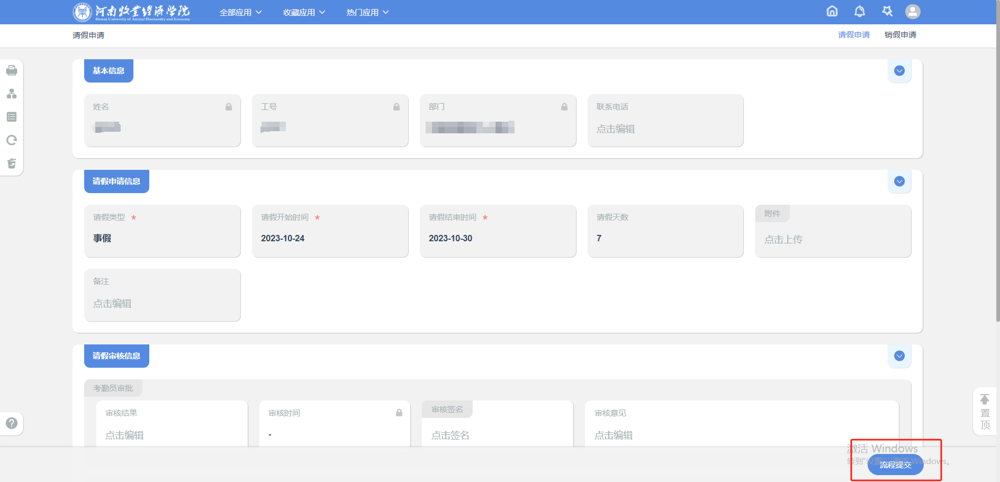 河南牧业经济学院
Henan University of Animal Husbandry and Economy
全部应用 收藏应用 热门应用
请假申请 请假申请 销假申请
基本信息
姓名 工号 部门 联系电话
点击编辑
请假申请信息
请假类型 * 请假开始时间 * 请假结束时间 * 请假天数 附件
事假 2023-10-24 2023-10-30 7 点击上传
备注
点击编辑
请假审核信息
考勤员审批
审核结果 审核时间 审核签名 审核意见
点击编辑 - 点击签名 点击编辑
置
顶
激活 Windows
转到"设置"以激活 Windows。
流程提交